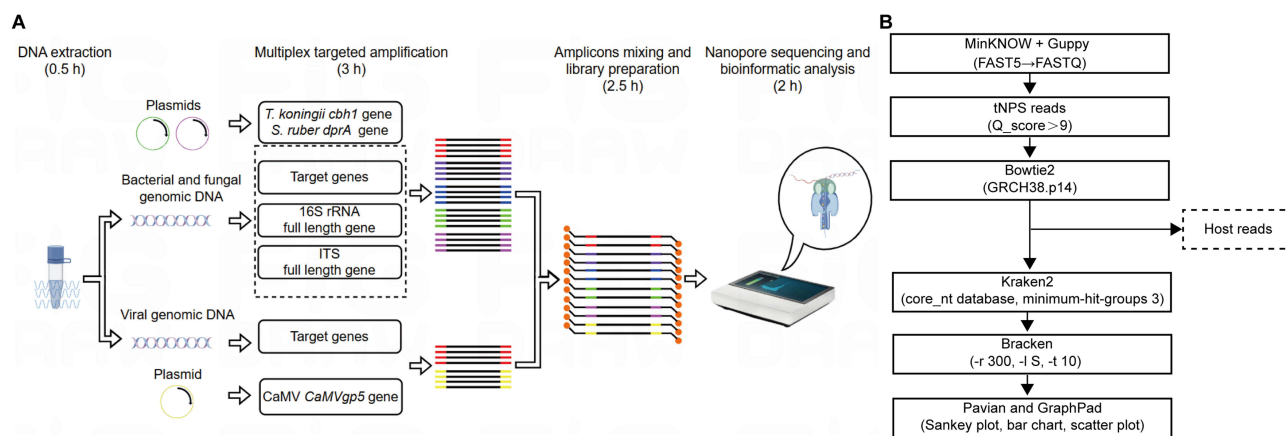 A
DNA extraction
(0.5 h)
Multiplex targeted amplification
(3 h)
Amplicons mixing and
library preparation
(2.5 h)
Nanopore sequencing and
bioinformatic analysis
(2 h)
Plasmids
T. koningii cbh1 gene
S. ruber dprA gene
Bacterial and fungal
genomic DNA
Target genes
16S rRNA
full length gene
ITS
full length gene
Viral genomic DNA
Target genes
Plasmid
CaMV CaMVgp5 gene
B
MinKNOW + Guppy
(FAST5→FASTQ)
tNPS reads
(Q_score＞9)
Bowtie2
(GRCH38.p14)
Host reads
Kraken2
(core_nt database, minimum-hit-groups 3)
Bracken
(-r 300, -l S, -t 10)
Pavian and GraphPad
(Sankey plot, bar chart, scatter plot)